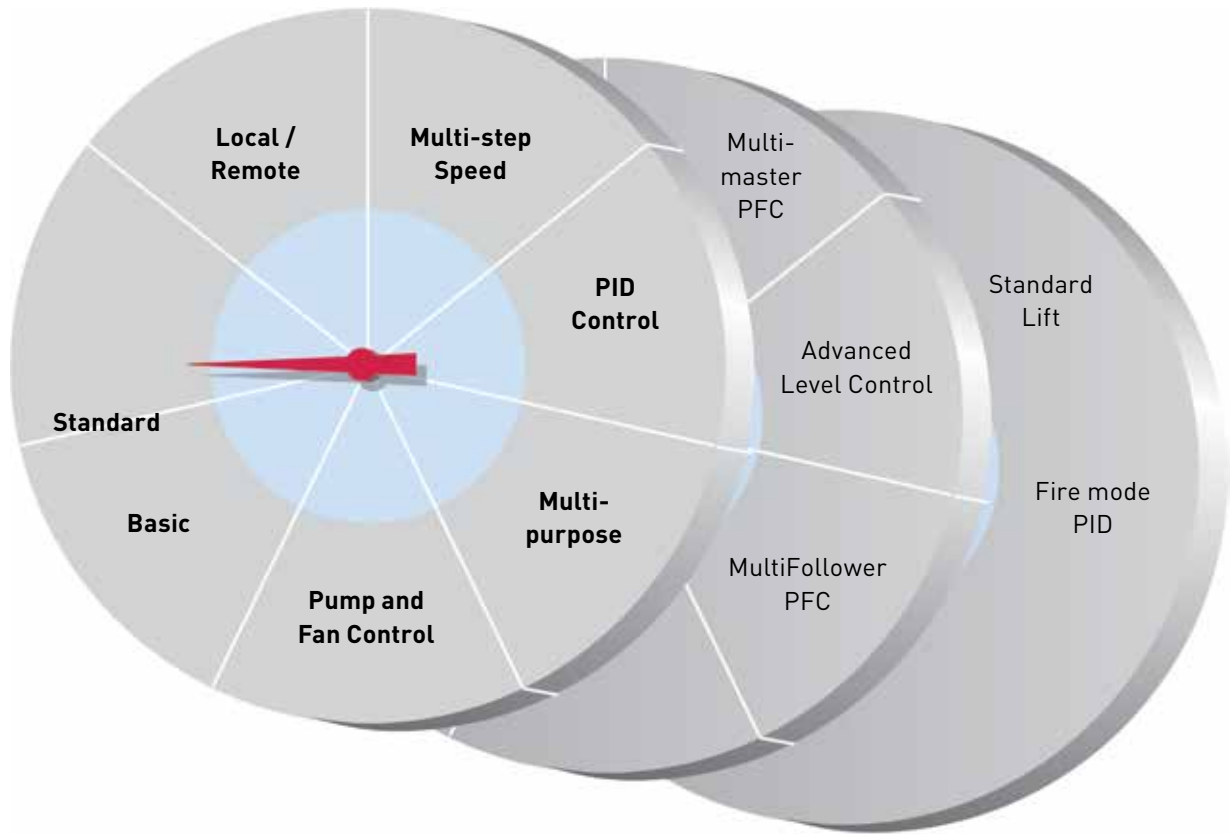 Local /
Remote
Multi-step
Speed
PID
Control
Multi-
purpose
Pump and
Fan Control
Basic
Standard
Multi-
master
PFC
Advanced
Level Control
MultiFollower
PFC
Standard
Lift
Fire mode
PID